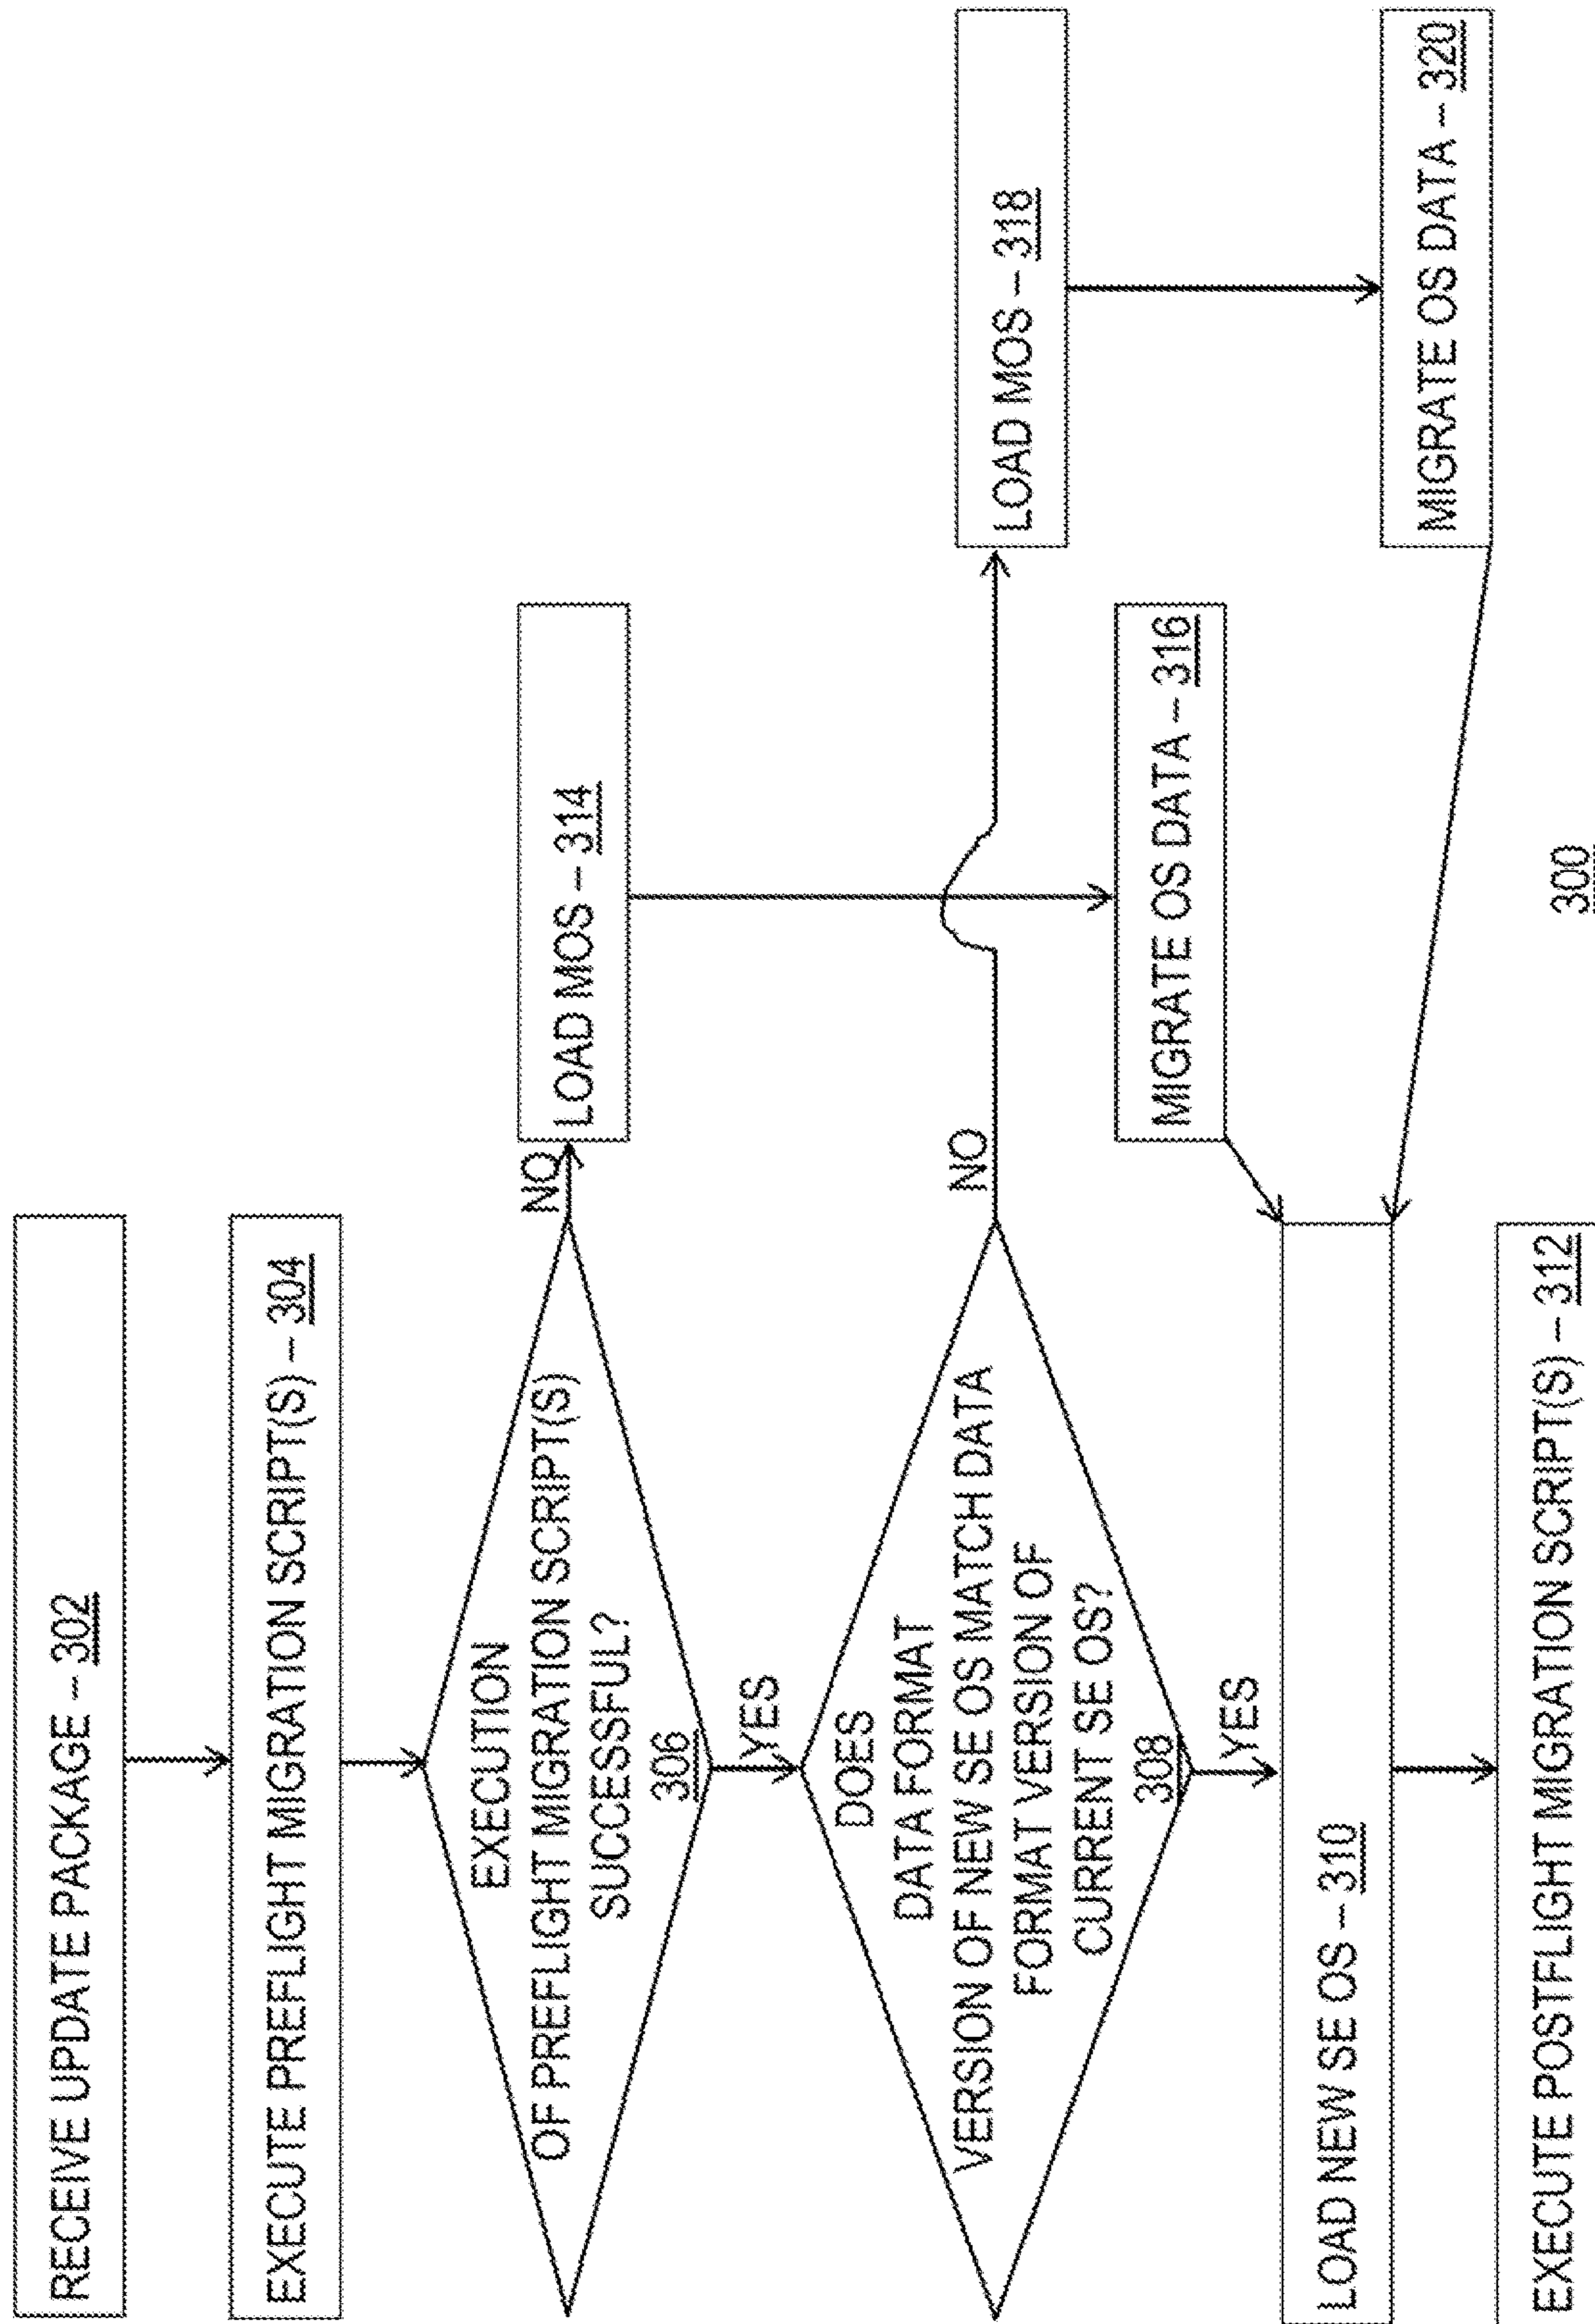 RECEIVE UPDATE PACKAGE – 302
EXECUTE PREFLIGHT MIGRATION SCRIPT(S) – 304
EXECUTION
OF PREFLIGHT MIGRATION SCRIPT(S)
SUCCESSFUL?
306
NO
LOAD MOS – 314
YES
DOES
DATA FORMAT
VERSION OF NEW SE OS MATCH DATA
FORMAT VERSION OF
CURRENT SE OS?
308
NO
LOAD MOS – 318
MIGRATE OS DATA – 316
YES
LOAD NEW SE OS – 310
MIGRATE OS DATA – 320
EXECUTE POSTFLIGHT MIGRATION SCRIPT(S) – 312
300